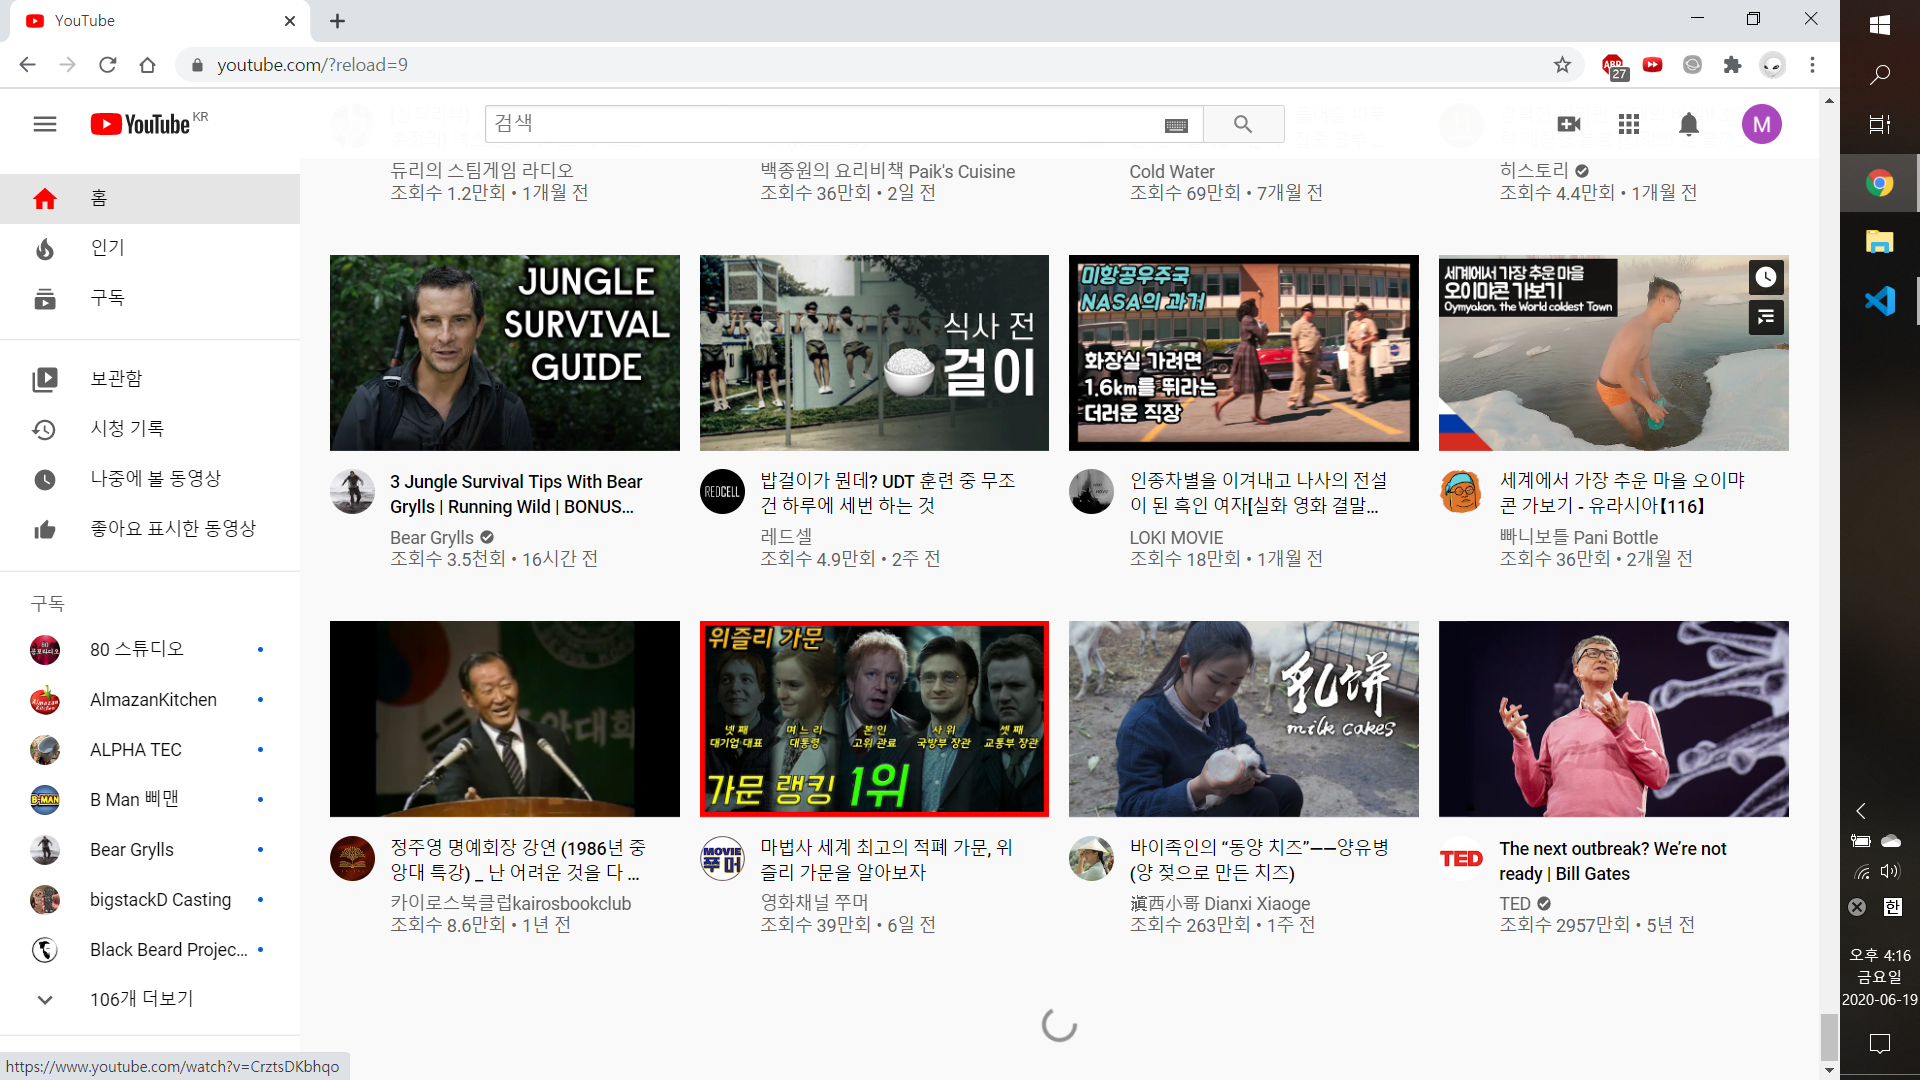 YouTube
youtube.com/?reload=9
ABP
27
YouTube KR
검색
M
홈
인기
구독
보관함
시청 기록
나중에 볼 동영상
좋아요 표시한 동영상
구독
80 스튜디오
AlmazanKitchen
ALPHA TEC
B Man 삐맨
Bear Grylls
bigstackD Casting
Black Beard Projec...
106개 더보기
https://www.youtube.com/watch?v=CrztsDKbhqo
듀리의 스팀게임 라디오
조회수 1.2만회 • 1개월 전
백종원의 요리비책 Paik's Cuisine
조회수 36만회 • 2일 전
Cold Water
조회수 69만회 • 7개월 전
히스토리
조회수 4.4만회 • 1개월 전
JUNGLE
SURVIVAL
GUIDE
3 Jungle Survival Tips With Bear
Grylls | Running Wild | BONUS...
Bear Grylls
조회수 3.5천회 • 16시간 전
식사 전
걸이
REDCELL
밥걸이가 뭔데? UDT 훈련 중 무조
건 하루에 세번 하는 것
레드셀
조회수 4.9만회 • 2주 전
미항공우주국
NASA의 과거
화장실 가려면
1.6km를 뛰라는
더러운 직장
인종차별을 이겨내고 나사의 전설
이 된 흑인 여자[실화 영화 결말...
LOKI MOVIE
조회수 18만회 • 1개월 전
세계에서 가장 추운 마을
오이먀콘 가보기
Oymyakon, the World coldest Town
세계에서 가장 추운 마을 오이먀
콘 가보기 - 유라시아【116】
빠니보틀 Pani Bottle
조회수 36만회 • 2개월 전
정주영 명예회장 강연 (1986년 중
앙대 특강) _ 난 어려운 것을 다 ...
카이로스북클럽kairosbookclub
조회수 8.6만회 • 1년 전
위즐리 가문
넷째 며느리 본인 사위 셋째
대기업 대표 대통령 고위 관료 국방부 장관 교통부 장관
가문 랭킹 1위
MOVIE
쭈머
마법사 세계 최고의 적폐 가문, 위
즐리 가문을 알아보자
영화채널 쭈머
조회수 39만회 • 6일 전
乳饼
milk cakes
바이족인의 “동양 치즈”——양유병
(양 젖으로 만든 치즈)
滇西小哥 Dianxi Xiaoge
조회수 263만회 • 1주 전
TED
The next outbreak? We’re not
ready | Bill Gates
TED
조회수 2957만회 • 5년 전
한
오후 4:16
금요일
2020-06-19